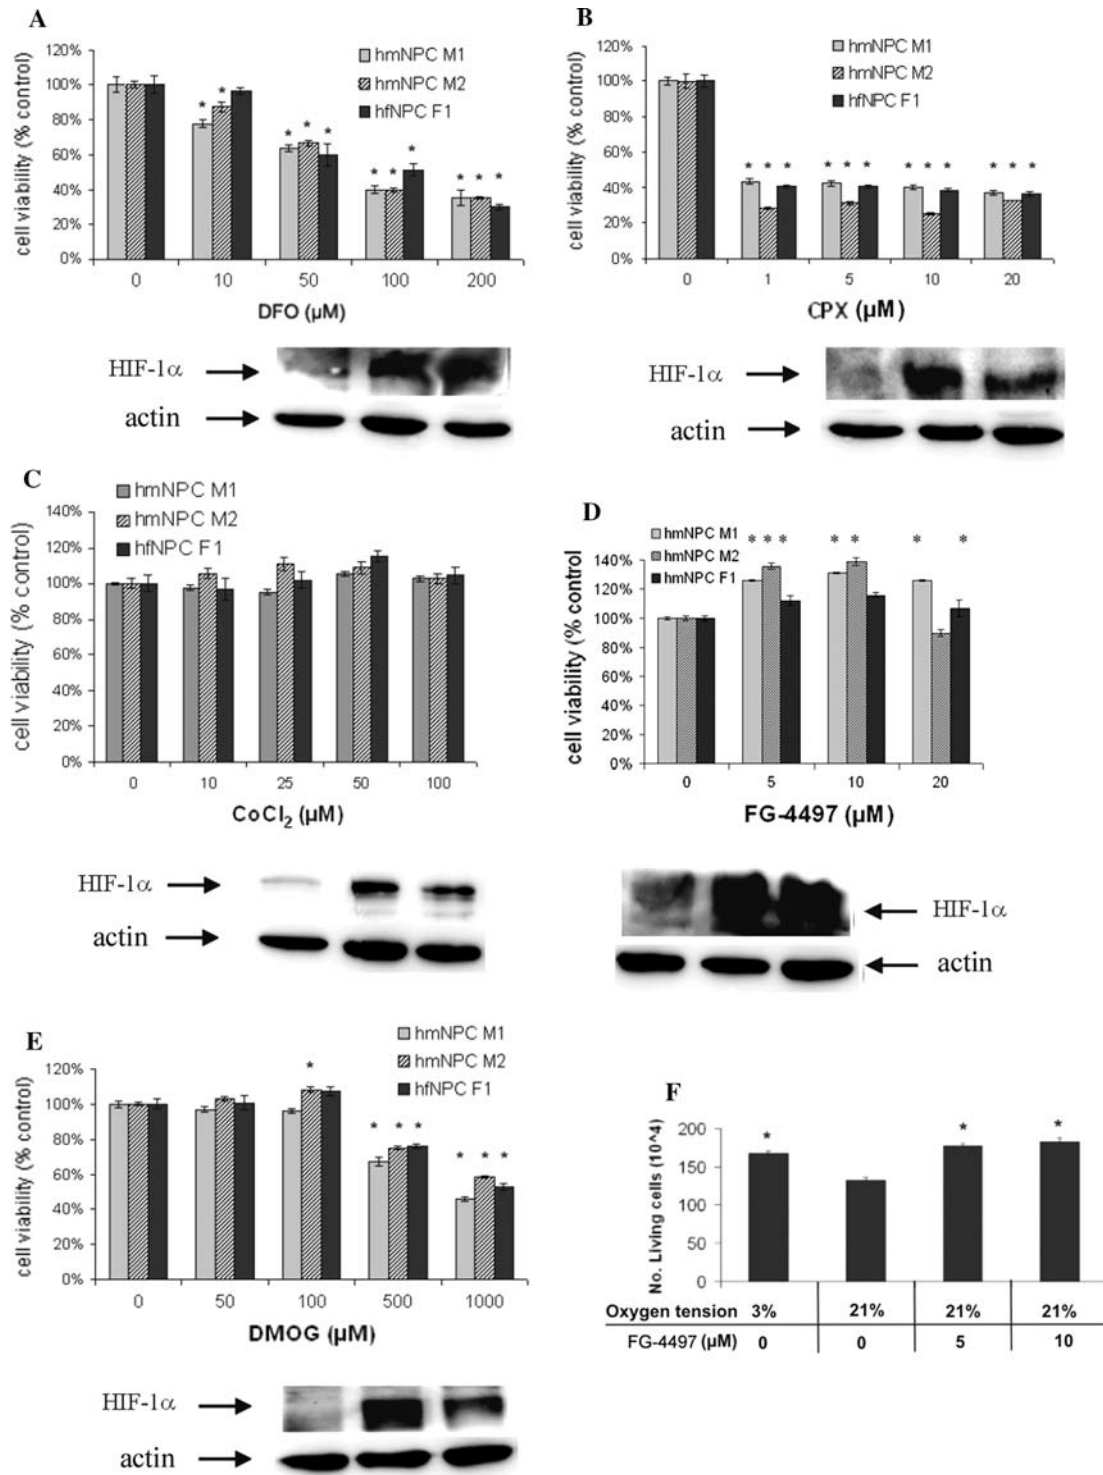 A
cell viability (% control)
120%
100%
80%
60%
40%
20%
0%
hmNPC M1
hmNPC M2
hfNPC F1
* *
* * *
* * *
* * *
0 10 50 100 200
DFO (µM)
HIF-1α
actin
B
cell viability (% control)
120%
100%
80%
60%
40%
20%
0%
hmNPC M1
hmNPC M2
hfNPC F1
* * * * * * * * * * * *
0 1 5 10 20
CPX (µM)
HIF-1α
actin
C
cell viability (% control)
140%
120%
100%
80%
60%
40%
20%
0%
hmNPC M1
hmNPC M2
hfNPC F1
0 10 25 50 100
CoCl2 (µM)
HIF-1α
actin
D
cell viability (% control)
140%
120%
100%
80%
60%
40%
20%
0%
hmNPC M1
hmNPC M2
hmNPC F1
* * * * * * *
0 5 10 20
FG-4497 (µM)
HIF-1α
actin
E
cell viability (% control)
120%
100%
80%
60%
40%
20%
0%
hmNPC M1
hmNPC M2
hfNPC F1
*
* * *
* * *
0 50 100 500 1000
DMOG (µM)
HIF-1α
actin
F
No. Living cells (10^4)
200
150
100
50
0
* * *
Oxygen tension 3% 21% 21% 21%
FG-4497 (µM) 0 0 5 10